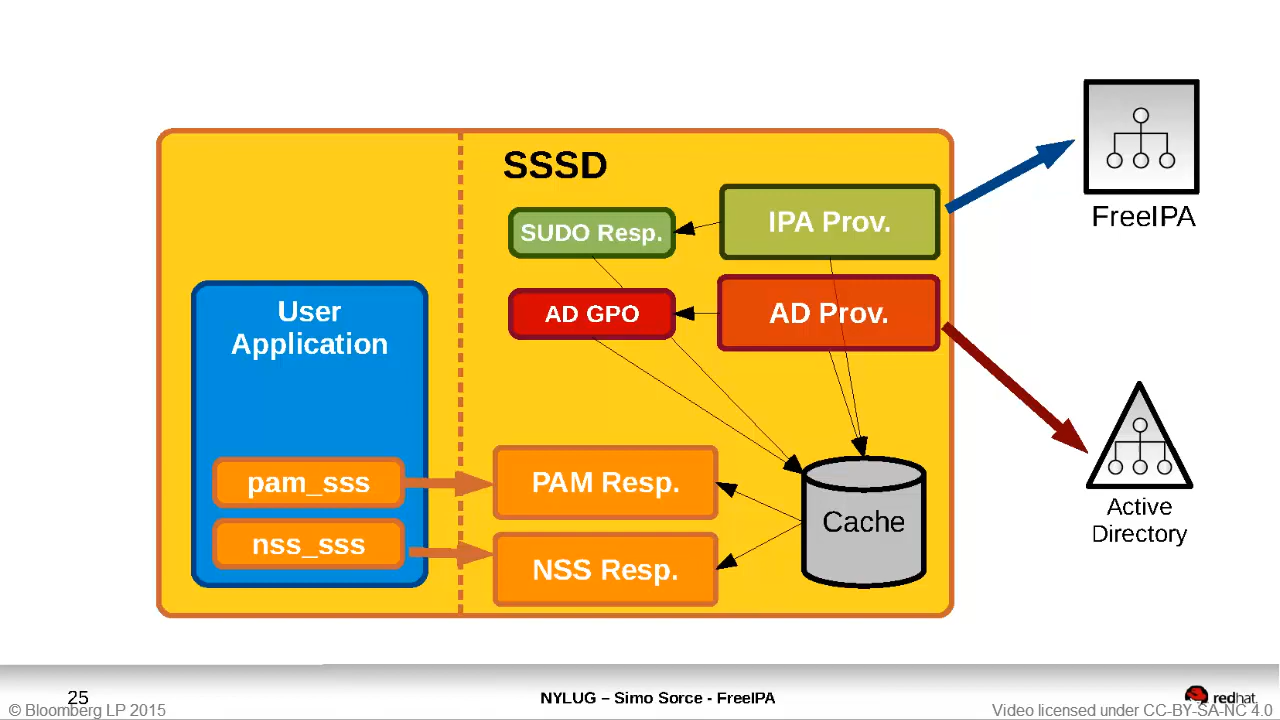 SSSD
IPA Prov.
FreeIPA
SUDO Resp.
AD GPO
AD Prov.
User
Application
pam_sss
PAM Resp.
Cache
Active
Directory
nss_sss
NSS Resp.
25
NYLUG – Simo Sorce - FreeIPA
redhat.
© Bloomberg LP 2015
Video licensed under CC-BY-SA-NC 4.0